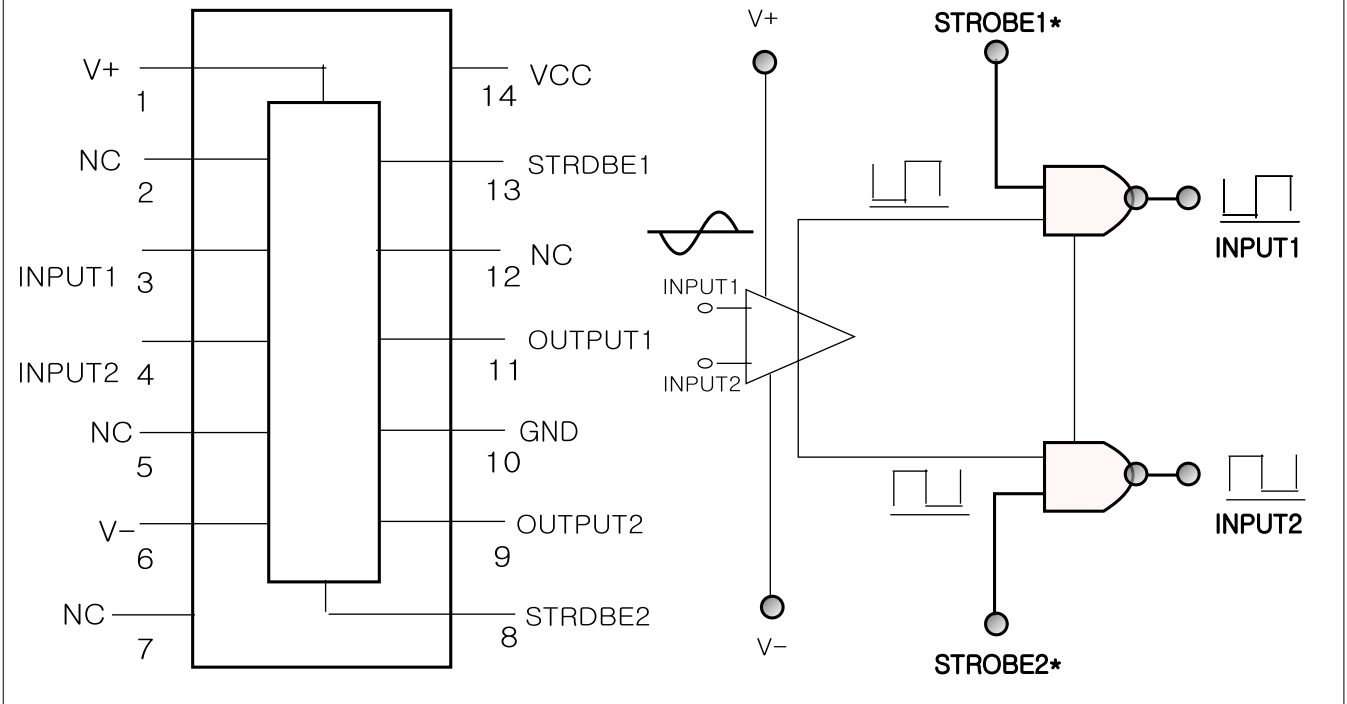 V+
1
NC
2
INPUT1
3
INPUT2
4
NC
5
V-
6
NC
7
VCC
14
STRDBE1
13
NC
12
OUTPUT1
11
GND
10
OUTPUT2
9
STRDBE2
8
V+
STROBE1*
INPUT1
INPUT2
INPUT1
INPUT2
V-
STROBE2*